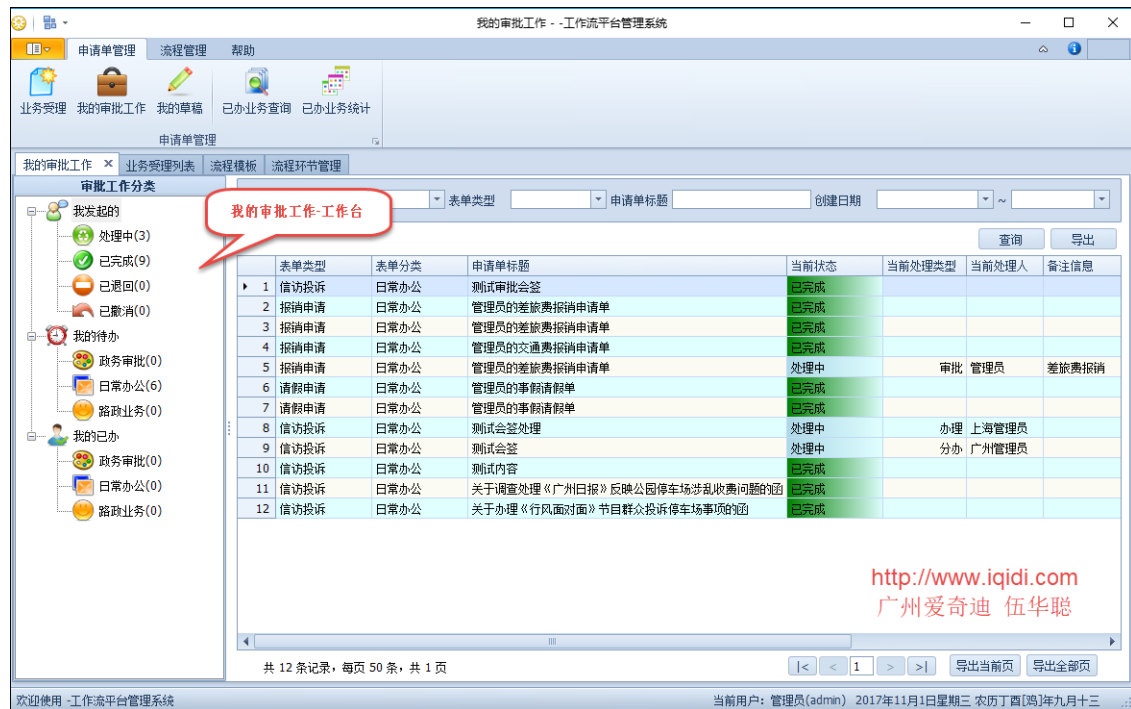 我的审批工作 - -工作流平台管理系统
申请单管理 流程管理 帮助
业务受理 我的审批工作 我的草稿 已办业务查询 已办业务统计
申请单管理
我的审批工作 业务受理列表 流程模板 流程环节管理
审批工作分类
我发起的
处理中(3)
已完成(9)
已退回(0)
已撤消(0)
我的待办
政务审批(0)
日常办公(6)
路政业务(0)
我的已办
政务审批(0)
日常办公(0)
路政业务(0)
我的审批工作-工作台
表单类型 申请单标题 创建日期 ~
查询 导出
表单类型 表单分类 申请单标题 当前状态 当前处理类型 当前处理人 备注信息
1 信访投诉 日常办公 测试审批会签 已完成
2 报销申请 日常办公 管理员的差旅费报销申请单 已完成
3 报销申请 日常办公 管理员的差旅费报销申请单 已完成
4 报销申请 日常办公 管理员的交通费报销申请单 已完成
5 报销申请 日常办公 管理员的差旅费报销申请单 处理中 审批 管理员 差旅费报销
6 请假申请 日常办公 管理员的事假请假单 已完成
7 请假申请 日常办公 管理员的事假请假单 已完成
8 信访投诉 日常办公 测试会签处理 处理中 办理 上海管理员
9 信访投诉 日常办公 测试会签 处理中 分办 广州管理员
10 信访投诉 日常办公 测试内容 已完成
11 信访投诉 日常办公 关于调查处理《广州日报》反映公园停车场涉乱收费问题的函 已完成
12 信访投诉 日常办公 关于办理《行风面对面》节目群众投诉停车场事项的函 已完成
http://www.iqidi.com
广州爱奇迪 伍华聪
共 12 条记录，每页 50 条，共 1 页
|< < 1 > >| 导出当前页 导出全部页
欢迎使用 -工作流平台管理系统 当前用户: 管理员(admin) 2017年11月1日星期三 农历丁酉[鸡]年九月十三